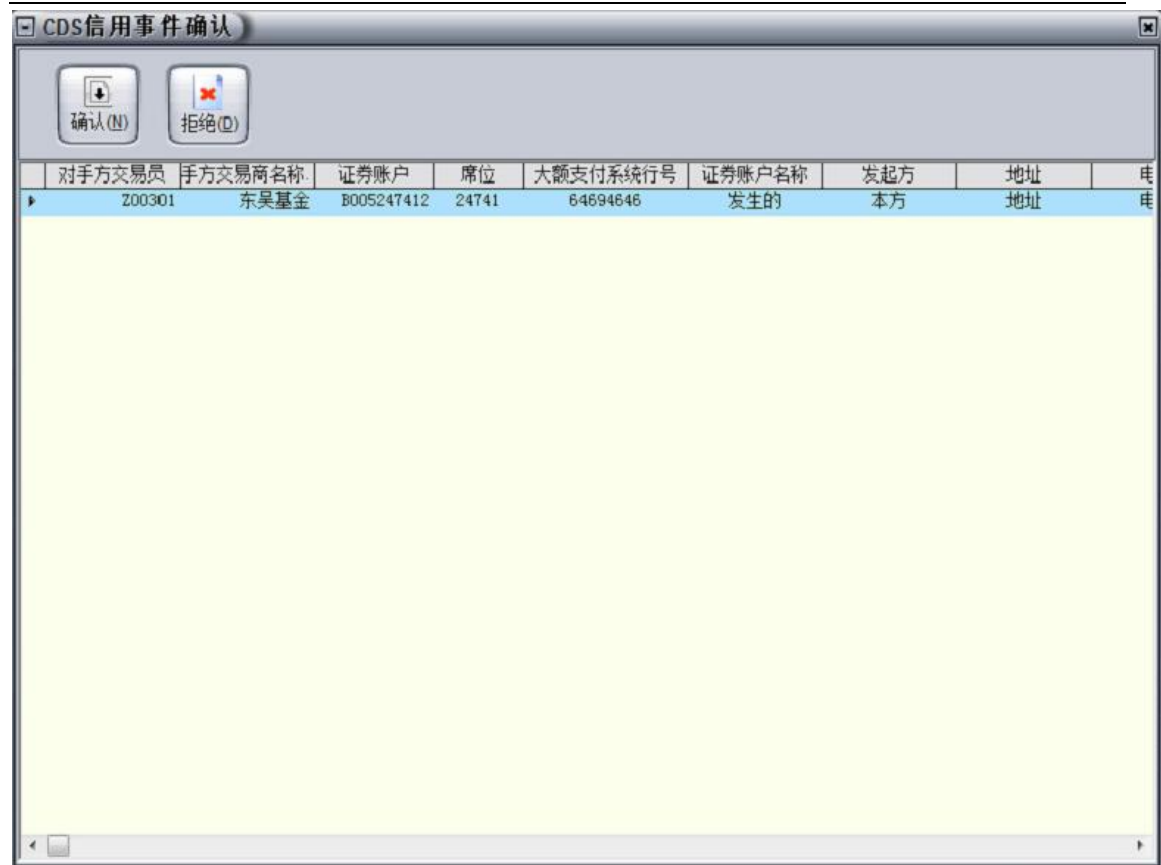 CDS信用事件确认
确认(N) 拒绝(D)
对手方交易员 手方交易商名称 证券账户 席位 大额支付系统行号 证券账户名称 发起方 地址 电
Z00301 东吴基金 B005247412 24741 64694646 发生的 本方 地址 电